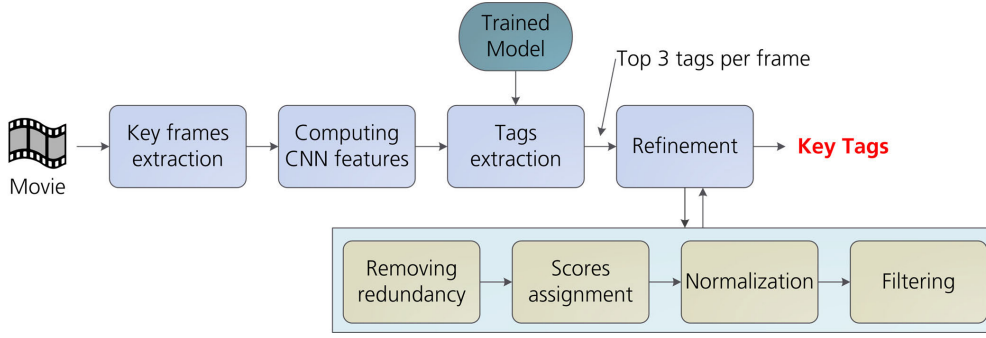 Trained
Model
Top 3 tags per frame
Movie
Key frames
extraction
Computing
CNN features
Tags
extraction
Refinement
Key Tags
Removing
redundancy
Scores
assignment
Normalization
Filtering